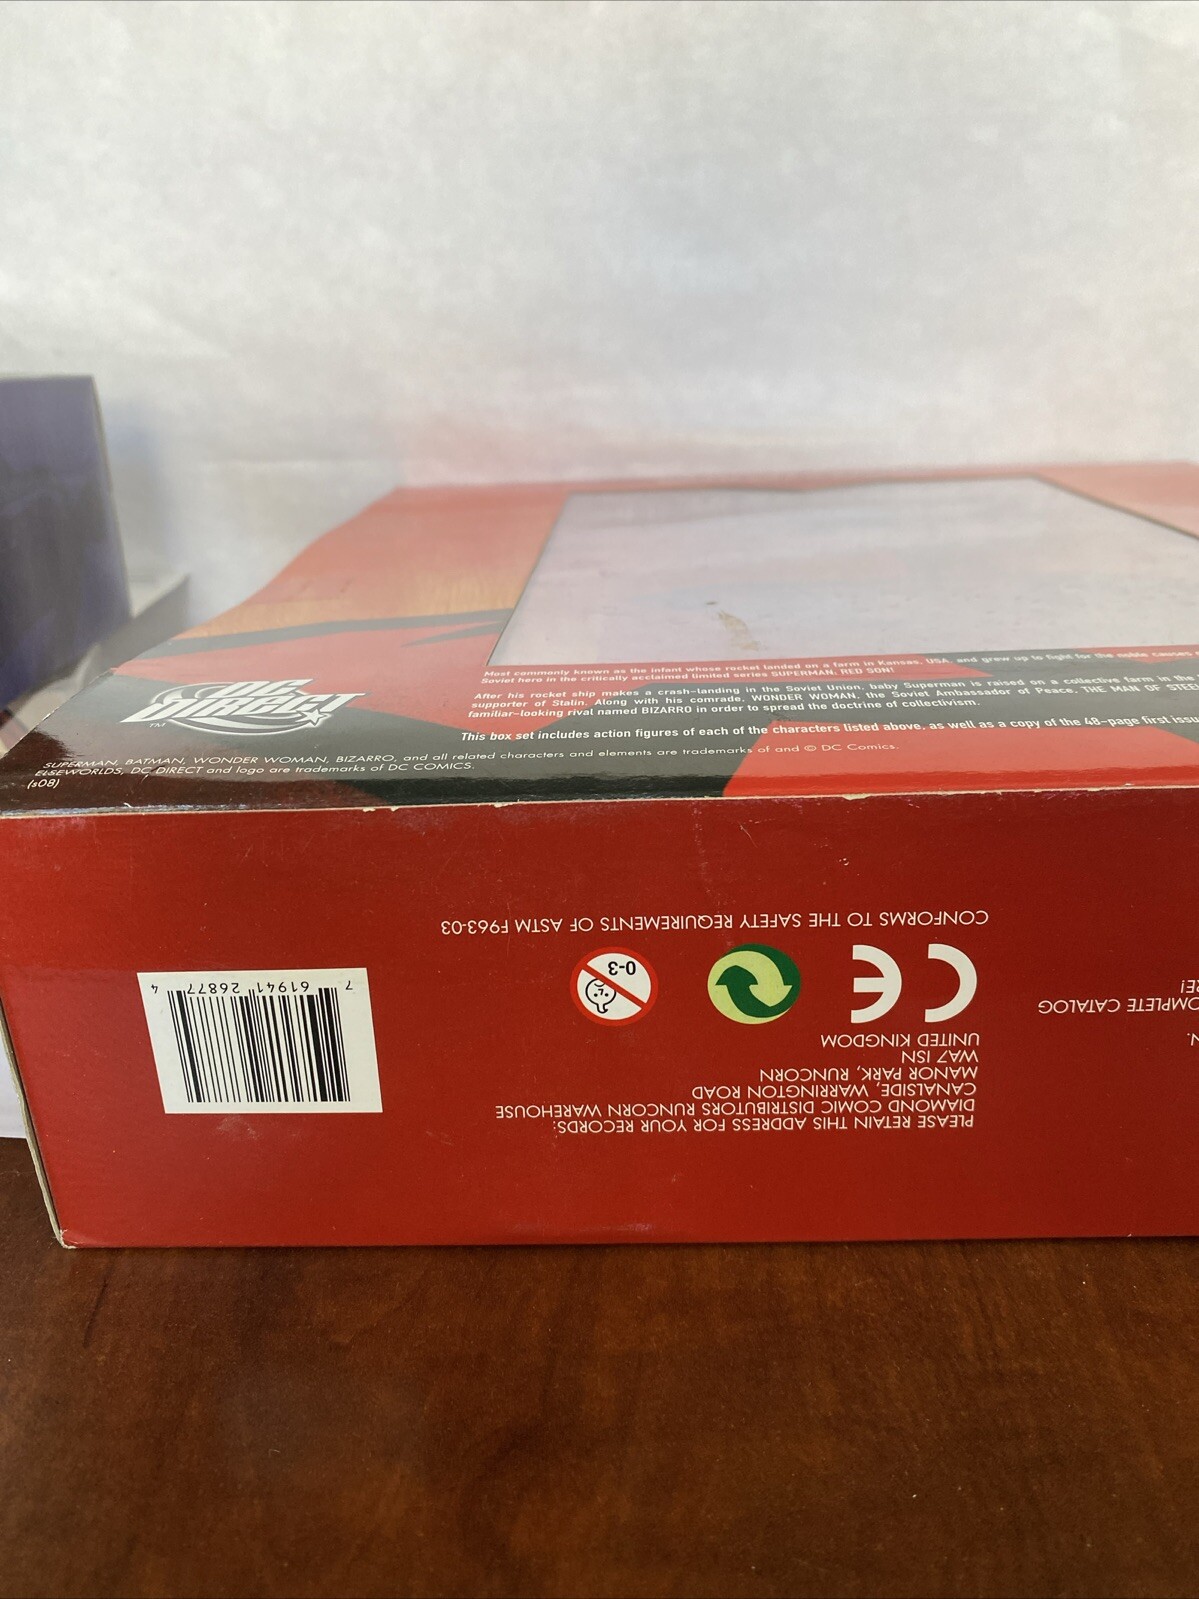 Most commonly known as the infant whose rocket landed on a farm in Kansas, USA, and grew up to fight for the noble causes
Soviet hero in the critically acclaimed limited series SUPERMAN: RED SON!
After his rocket ship makes a crash-landing in the Soviet Union, baby Superman is raised on a collective farm in the
supporter of Stalin. Along with his comrade, WONDER WOMAN, the Soviet Ambassador of Peace, THE MAN OF STEE
familiar-looking rival named BIZARRO in order to spread the doctrine of collectivism.
This box set includes action figures of each of the characters listed above, as well as a copy of the 48-page first issu
DC
DIRECT
TM
SUPERMAN, BATMAN, WONDER WOMAN, BIZARRO, and all related characters and elements are trademarks of and © DC Comics.
ELSEWORLDS, DC DIRECT and logo are trademarks of DC COMICS.
(s08)
PLEASE RETAIN THIS ADDRESS FOR YOUR RECORDS:
DIAMOND COMIC DISTRIBUTORS RUNCORN WAREHOUSE
CANALSIDE, WARRINGTON ROAD
MANOR PARK, RUNCORN
WA7 ISN
UNITED KINGDOM
CE
0-3
CONFORMS TO THE SAFETY REQUIREMENTS OF ASTM F963-03
7 61941 26877 4
N.
OMPLETE CATALOG
RE!